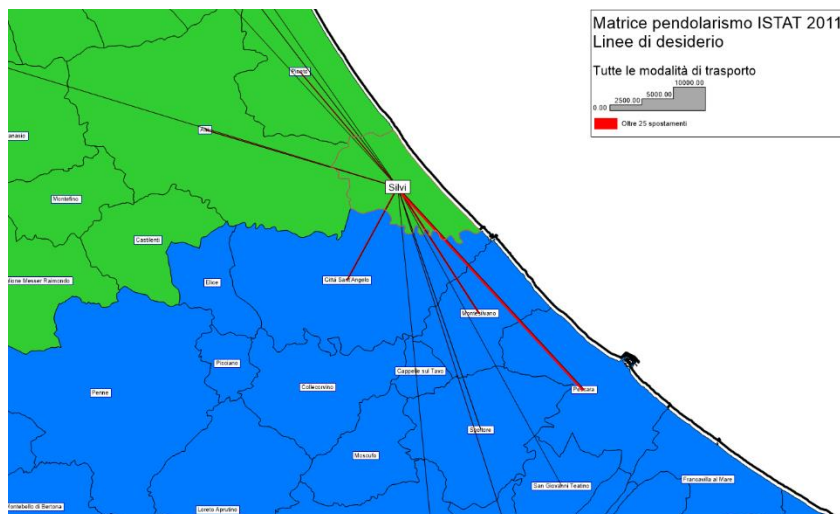 Matrice pendolarismo ISTAT 2011
Linee di desiderio
Tutte le modalità di trasporto
10000.00
5000.00
2500.00
0.00
Oltre 25 spostamenti
Pineto
Atri
Silvi
Montefino
Castilenti
Messer Raimondo
Elice
Città Sant'Angelo
Montesilvano
Picciano
Cappelle sul Tavo
Penne
Collecorvino
Pescara
Spoltore
Moscufo
San Giovanni Teatino
Francavilla al Mare
Montebello di Bertona
Loreto Aprutino